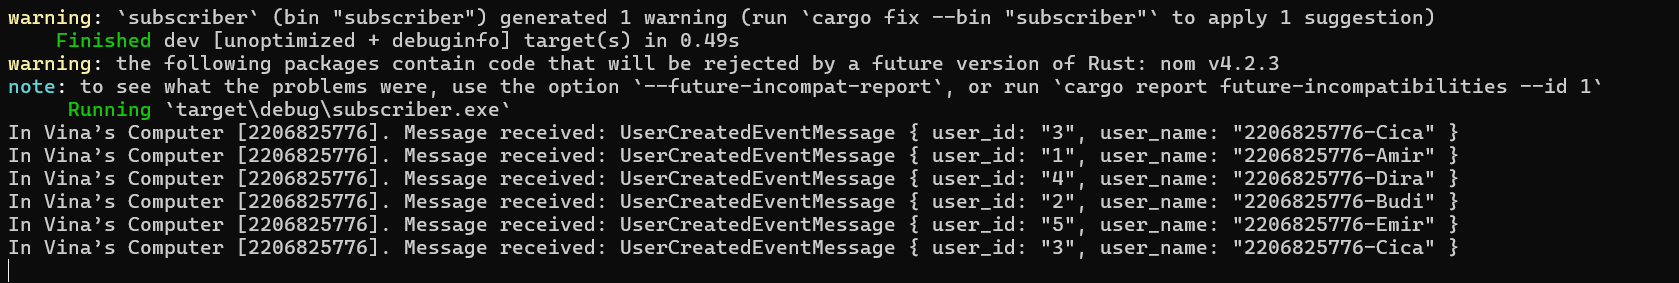 warning: `subscriber` (bin "subscriber") generated 1 warning (run `cargo fix --bin "subscriber"` to apply 1 suggestion)
    Finished dev [unoptimized + debuginfo] target(s) in 0.49s
warning: the following packages contain code that will be rejected by a future version of Rust: nom v4.2.3
note: to see what the problems were, use the option `--future-incompat-report`, or run `cargo report future-incompatibilities --id 1`
     Running `target\debug\subscriber.exe`
In Vina’s Computer [2206825776]. Message received: UserCreatedEventMessage { user_id: "3", user_name: "2206825776-Cica" }
In Vina’s Computer [2206825776]. Message received: UserCreatedEventMessage { user_id: "1", user_name: "2206825776-Amir" }
In Vina’s Computer [2206825776]. Message received: UserCreatedEventMessage { user_id: "4", user_name: "2206825776-Dira" }
In Vina’s Computer [2206825776]. Message received: UserCreatedEventMessage { user_id: "2", user_name: "2206825776-Budi" }
In Vina’s Computer [2206825776]. Message received: UserCreatedEventMessage { user_id: "5", user_name: "2206825776-Emir" }
In Vina’s Computer [2206825776]. Message received: UserCreatedEventMessage { user_id: "3", user_name: "2206825776-Cica" }